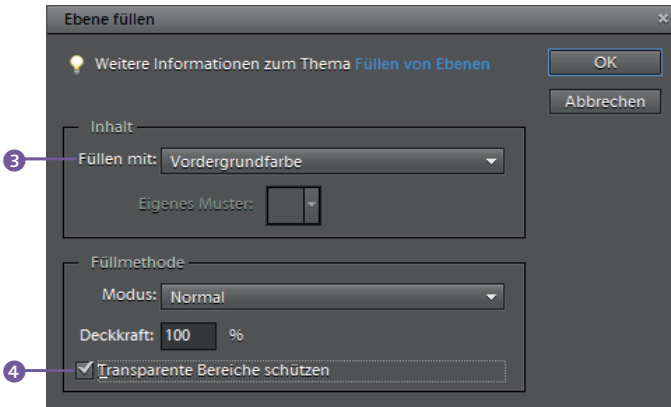 Ebene füllen
Weitere Informationen zum Thema Füllen von Ebenen
OK
Abbrechen
Inhalt
3 Füllen mit: Vordergrundfarbe
Eigenes Muster:
Füllmethode
Modus: Normal
Deckkraft: 100 %
4 Transparente Bereiche schützen